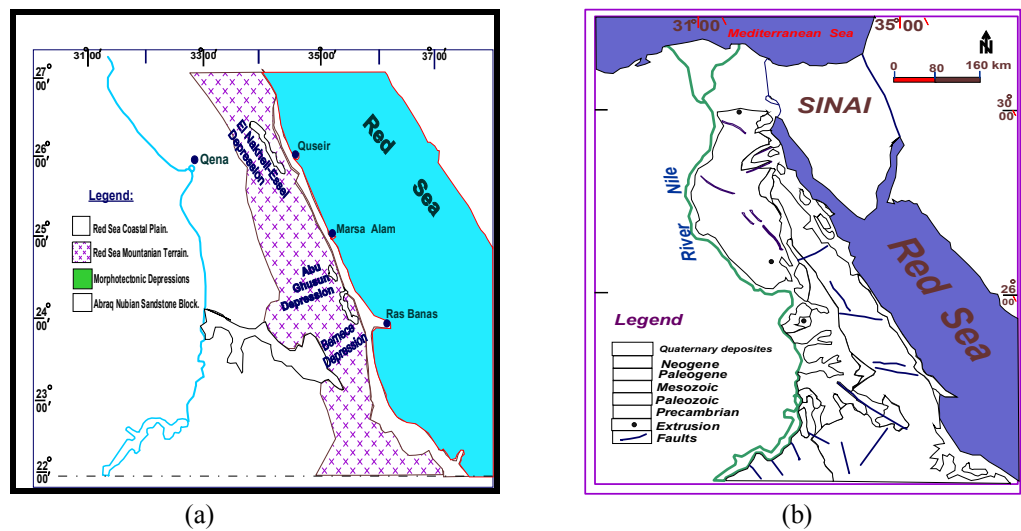 31°00'
33°00'
35°00'
37°00'
27°00'
26°00'
25°00'
24°00'
23°00'
22°00'
Red Sea
El Nakheil-Essel
Depression
Quseir
Qena
Legend:
Red Sea Coastal Plain.
Red Sea Mountanian Terrain.
Morphotectonic Depressions
Abraq Nubian Sandstone Block.
Marsa Alam
Abu
Ghusun
Depression
Ras Banas
Depression
(a)
31°00'
35°00'
Mediterranean Sea
N
0 80 160 km
SINAI
30°00'
River Nile
Red Sea
26°00'
Legend
Quaternary deposites
Neogene
Paleogene
Mesozoic
Paleozoic
Precambrian
Extrusion
Faults
(b)